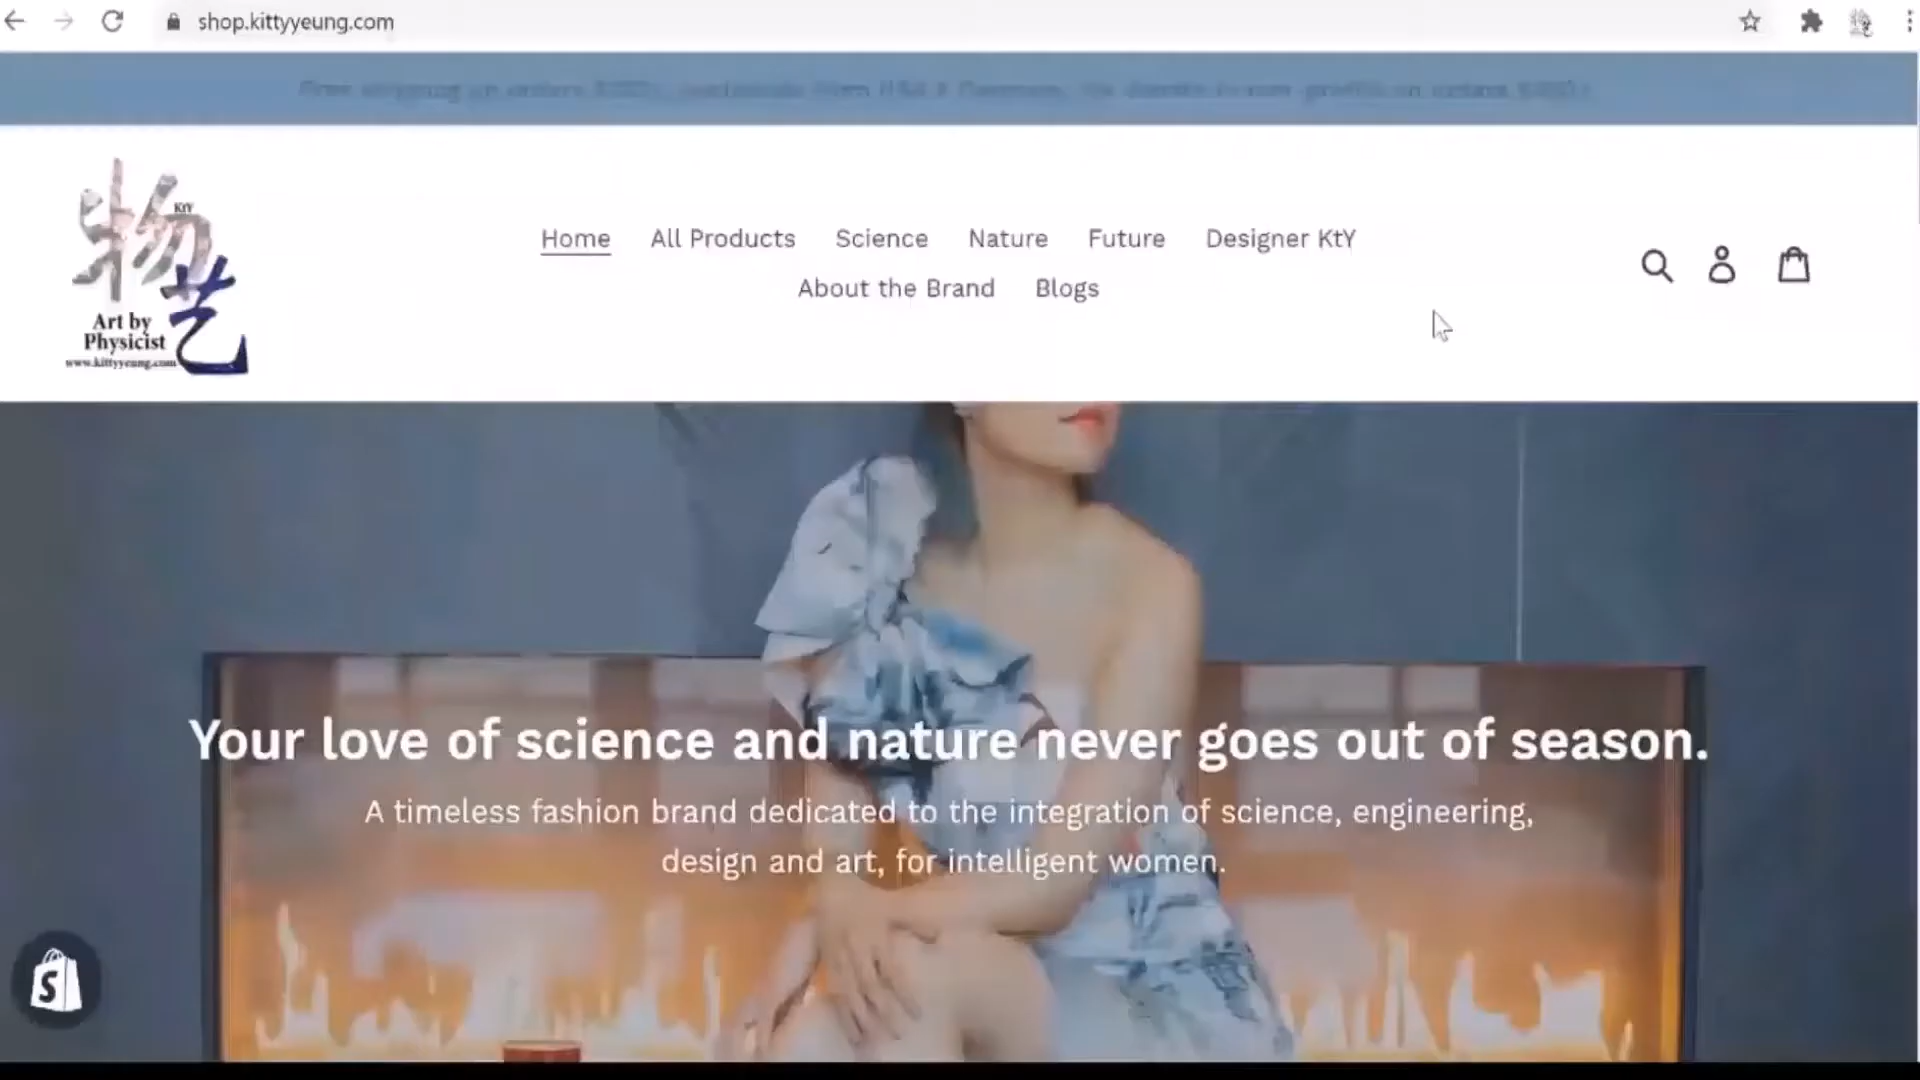 shop.kittyyeung.com
物艺
KtY
Art by
Physicist
www.kittyyeung.com
Home All Products Science Nature Future Designer KtY
About the Brand Blogs
Your love of science and nature never goes out of season.
A timeless fashion brand dedicated to the integration of science, engineering,
design and art, for intelligent women.
S